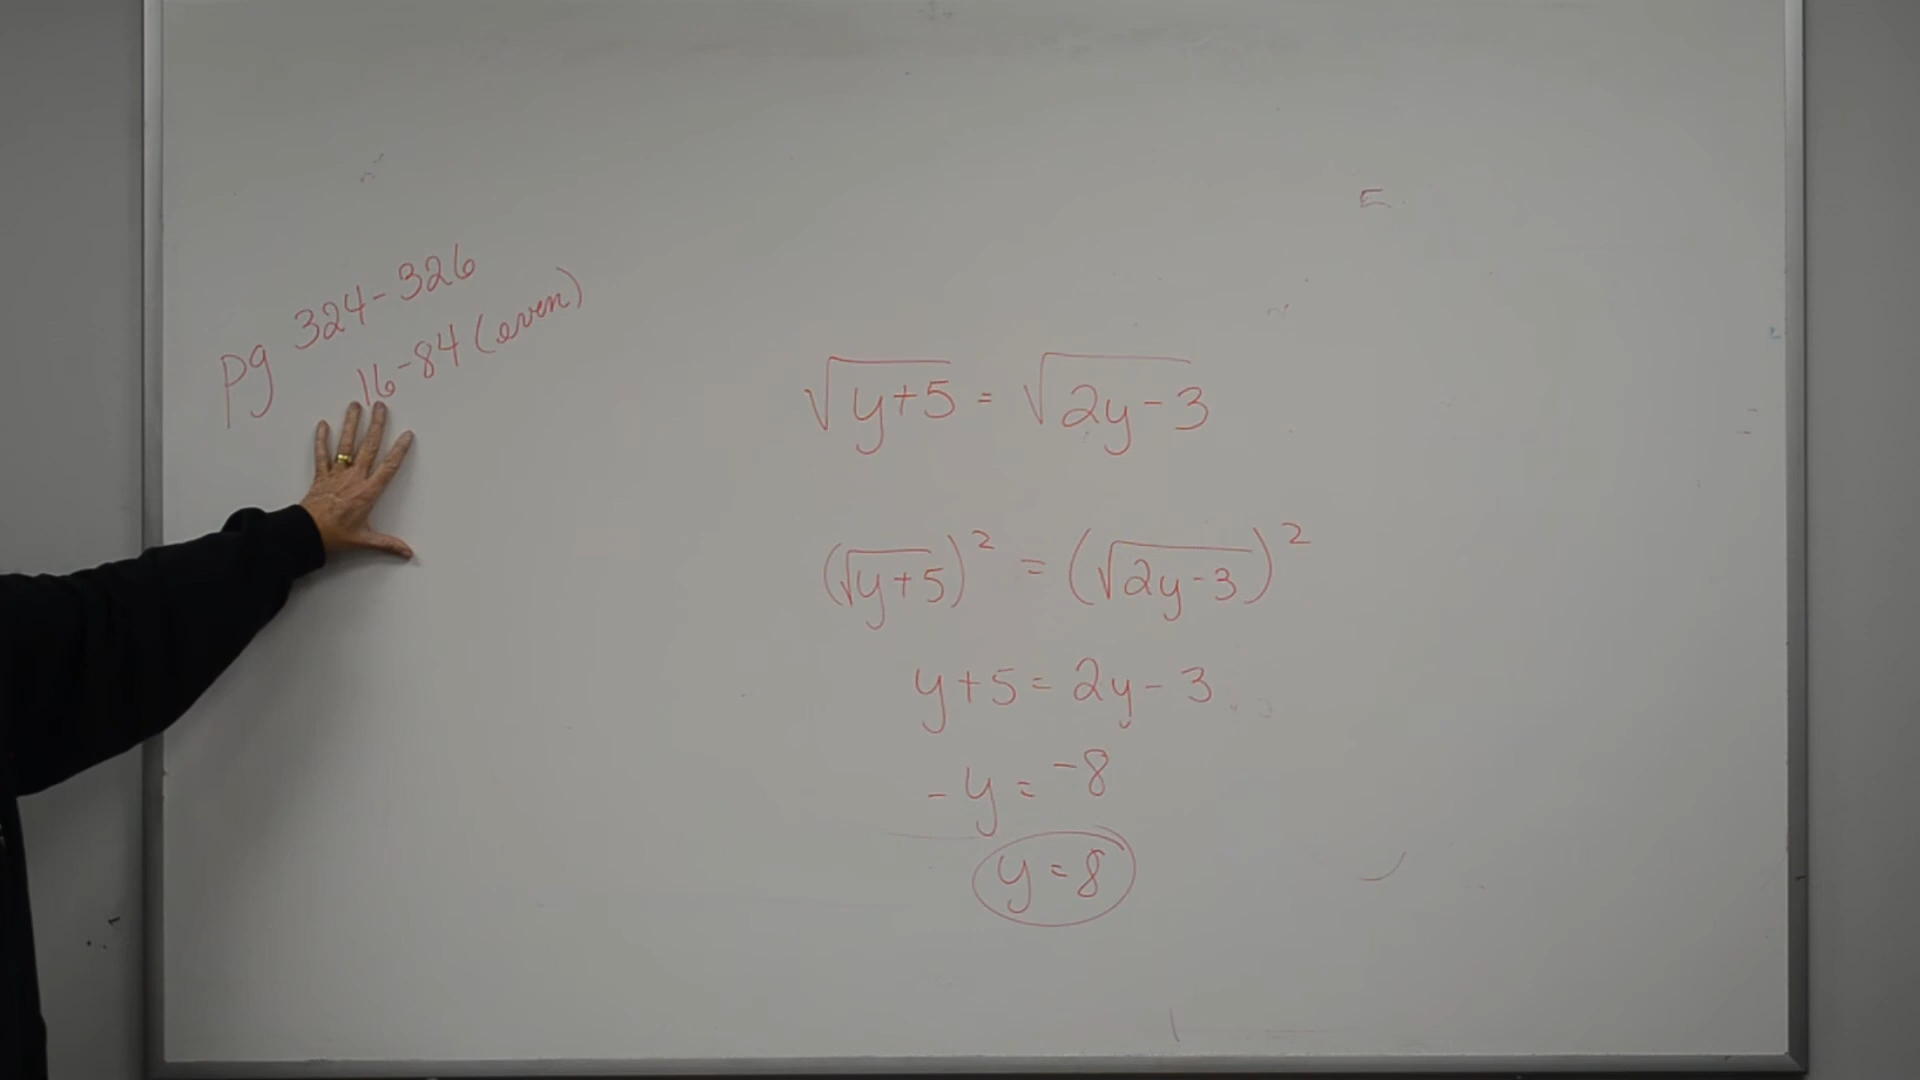 pg 324-326
16-84 (even)
√y+5 = √2y-3
(√y+5)² = (√2y-3)²
y+5 = 2y-3
-y = -8
y = 8